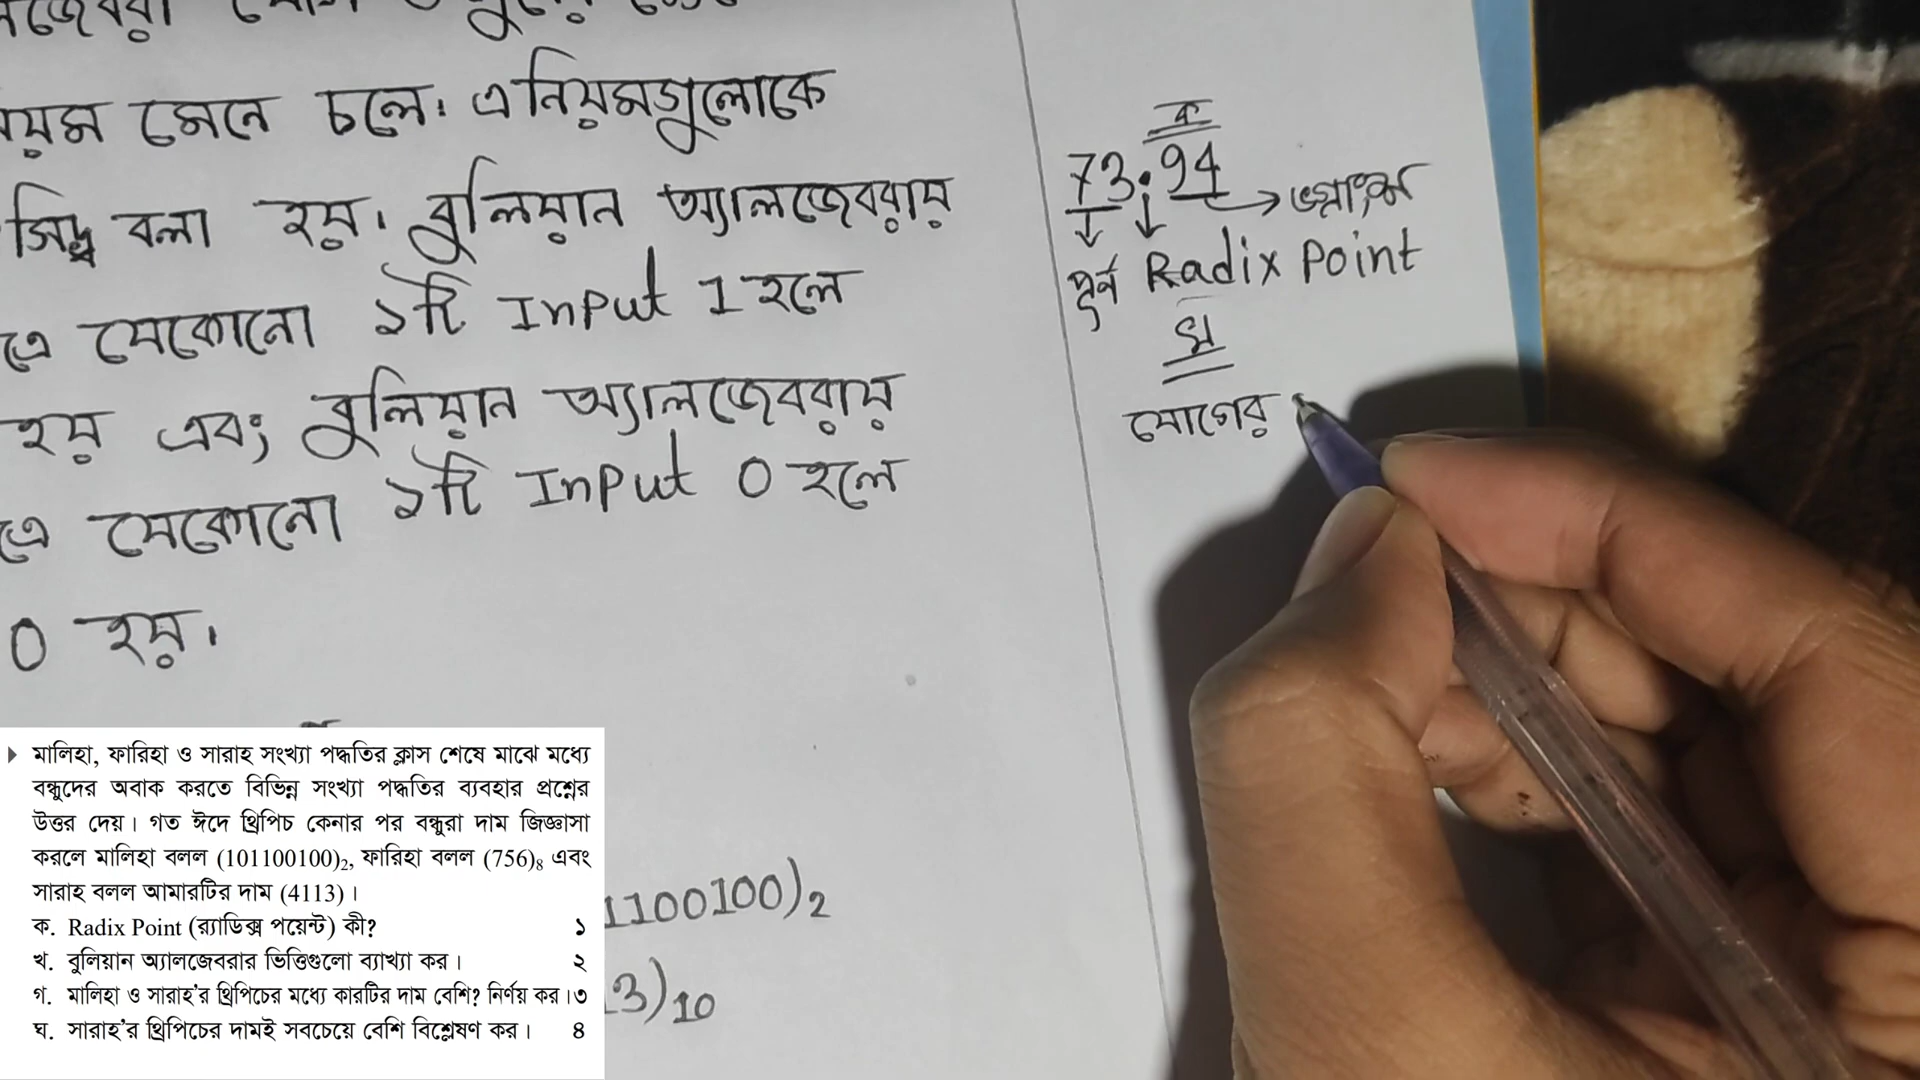 য়ম মেনে চলে। এ নিয়মগুলোকে
সিদ্ধ বলা হয়। বুলিয়ান অ্যালজেবরায়
যেকোনো ১টি Input 1 হলে
হয় এবং বুলিয়ান অ্যালজেবরায়
যেকোনো ১টি Input 0 হলে
0 হয়।
1100100)₂
3)₁₀
ক
73.94
→ ভগ্নাংশ
পূর্ন Radix Point
খ
যোগের
মালিহা, ফারিহা ও সারাহ সংখ্যা পদ্ধতির ক্লাস শেষে মাঝে মধ্যে
বন্ধুদের অবাক করতে বিভিন্ন সংখ্যা পদ্ধতির ব্যবহার প্রশ্নের
উত্তর দেয়। গত ঈদে থ্রিপিচ কেনার পর বন্ধুরা দাম জিজ্ঞাসা
করলে মালিহা বলল (101100100)₂, ফারিহা বলল (756)₈ এবং
সারাহ বলল আমারটির দাম (4113)।
ক. Radix Point (র‍্যাডিক্স পয়েন্ট) কী? ১
খ. বুলিয়ান অ্যালজেবরার ভিত্তিগুলো ব্যাখ্যা কর। ২
গ. মালিহা ও সারাহ'র থ্রিপিচের মধ্যে কারটির দাম বেশি? নির্ণয় কর। ৩
ঘ. সারাহ'র থ্রিপিচের দামই সবচেয়ে বেশি বিশ্লেষণ কর। ৪